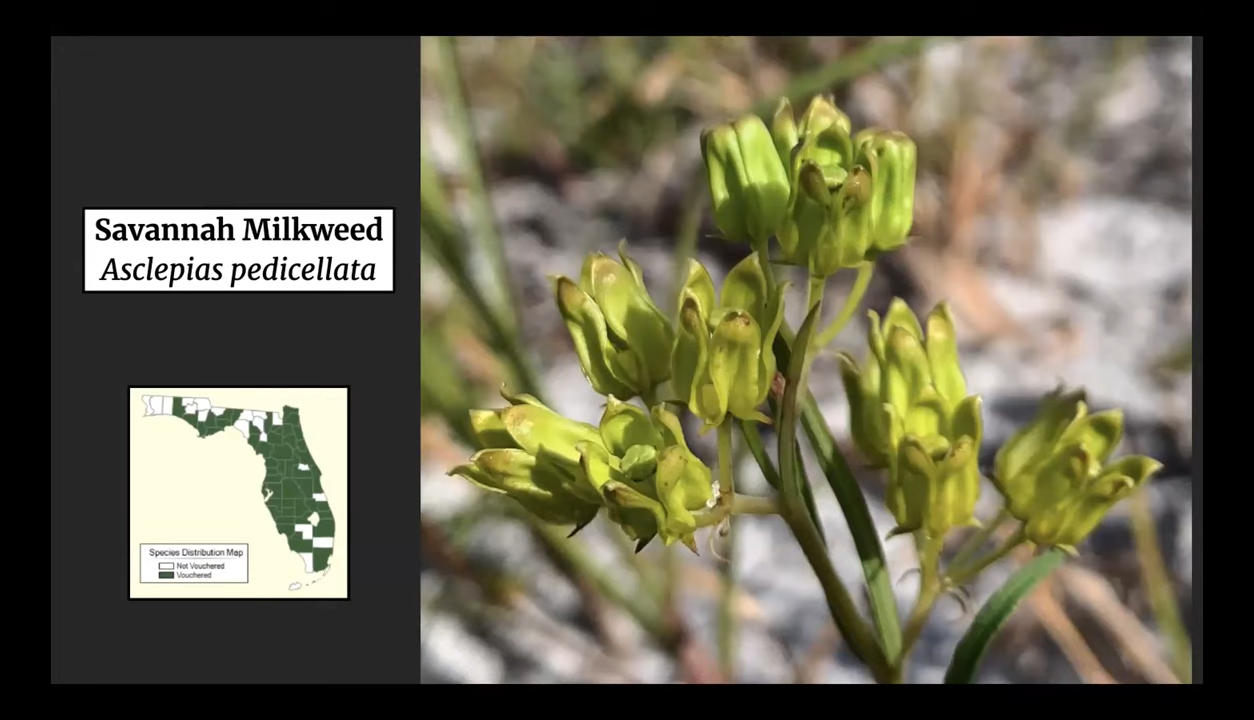 Savannah Milkweed
Asclepias pedicellata
Species Distribution Map
Not Vouchered
Vouchered